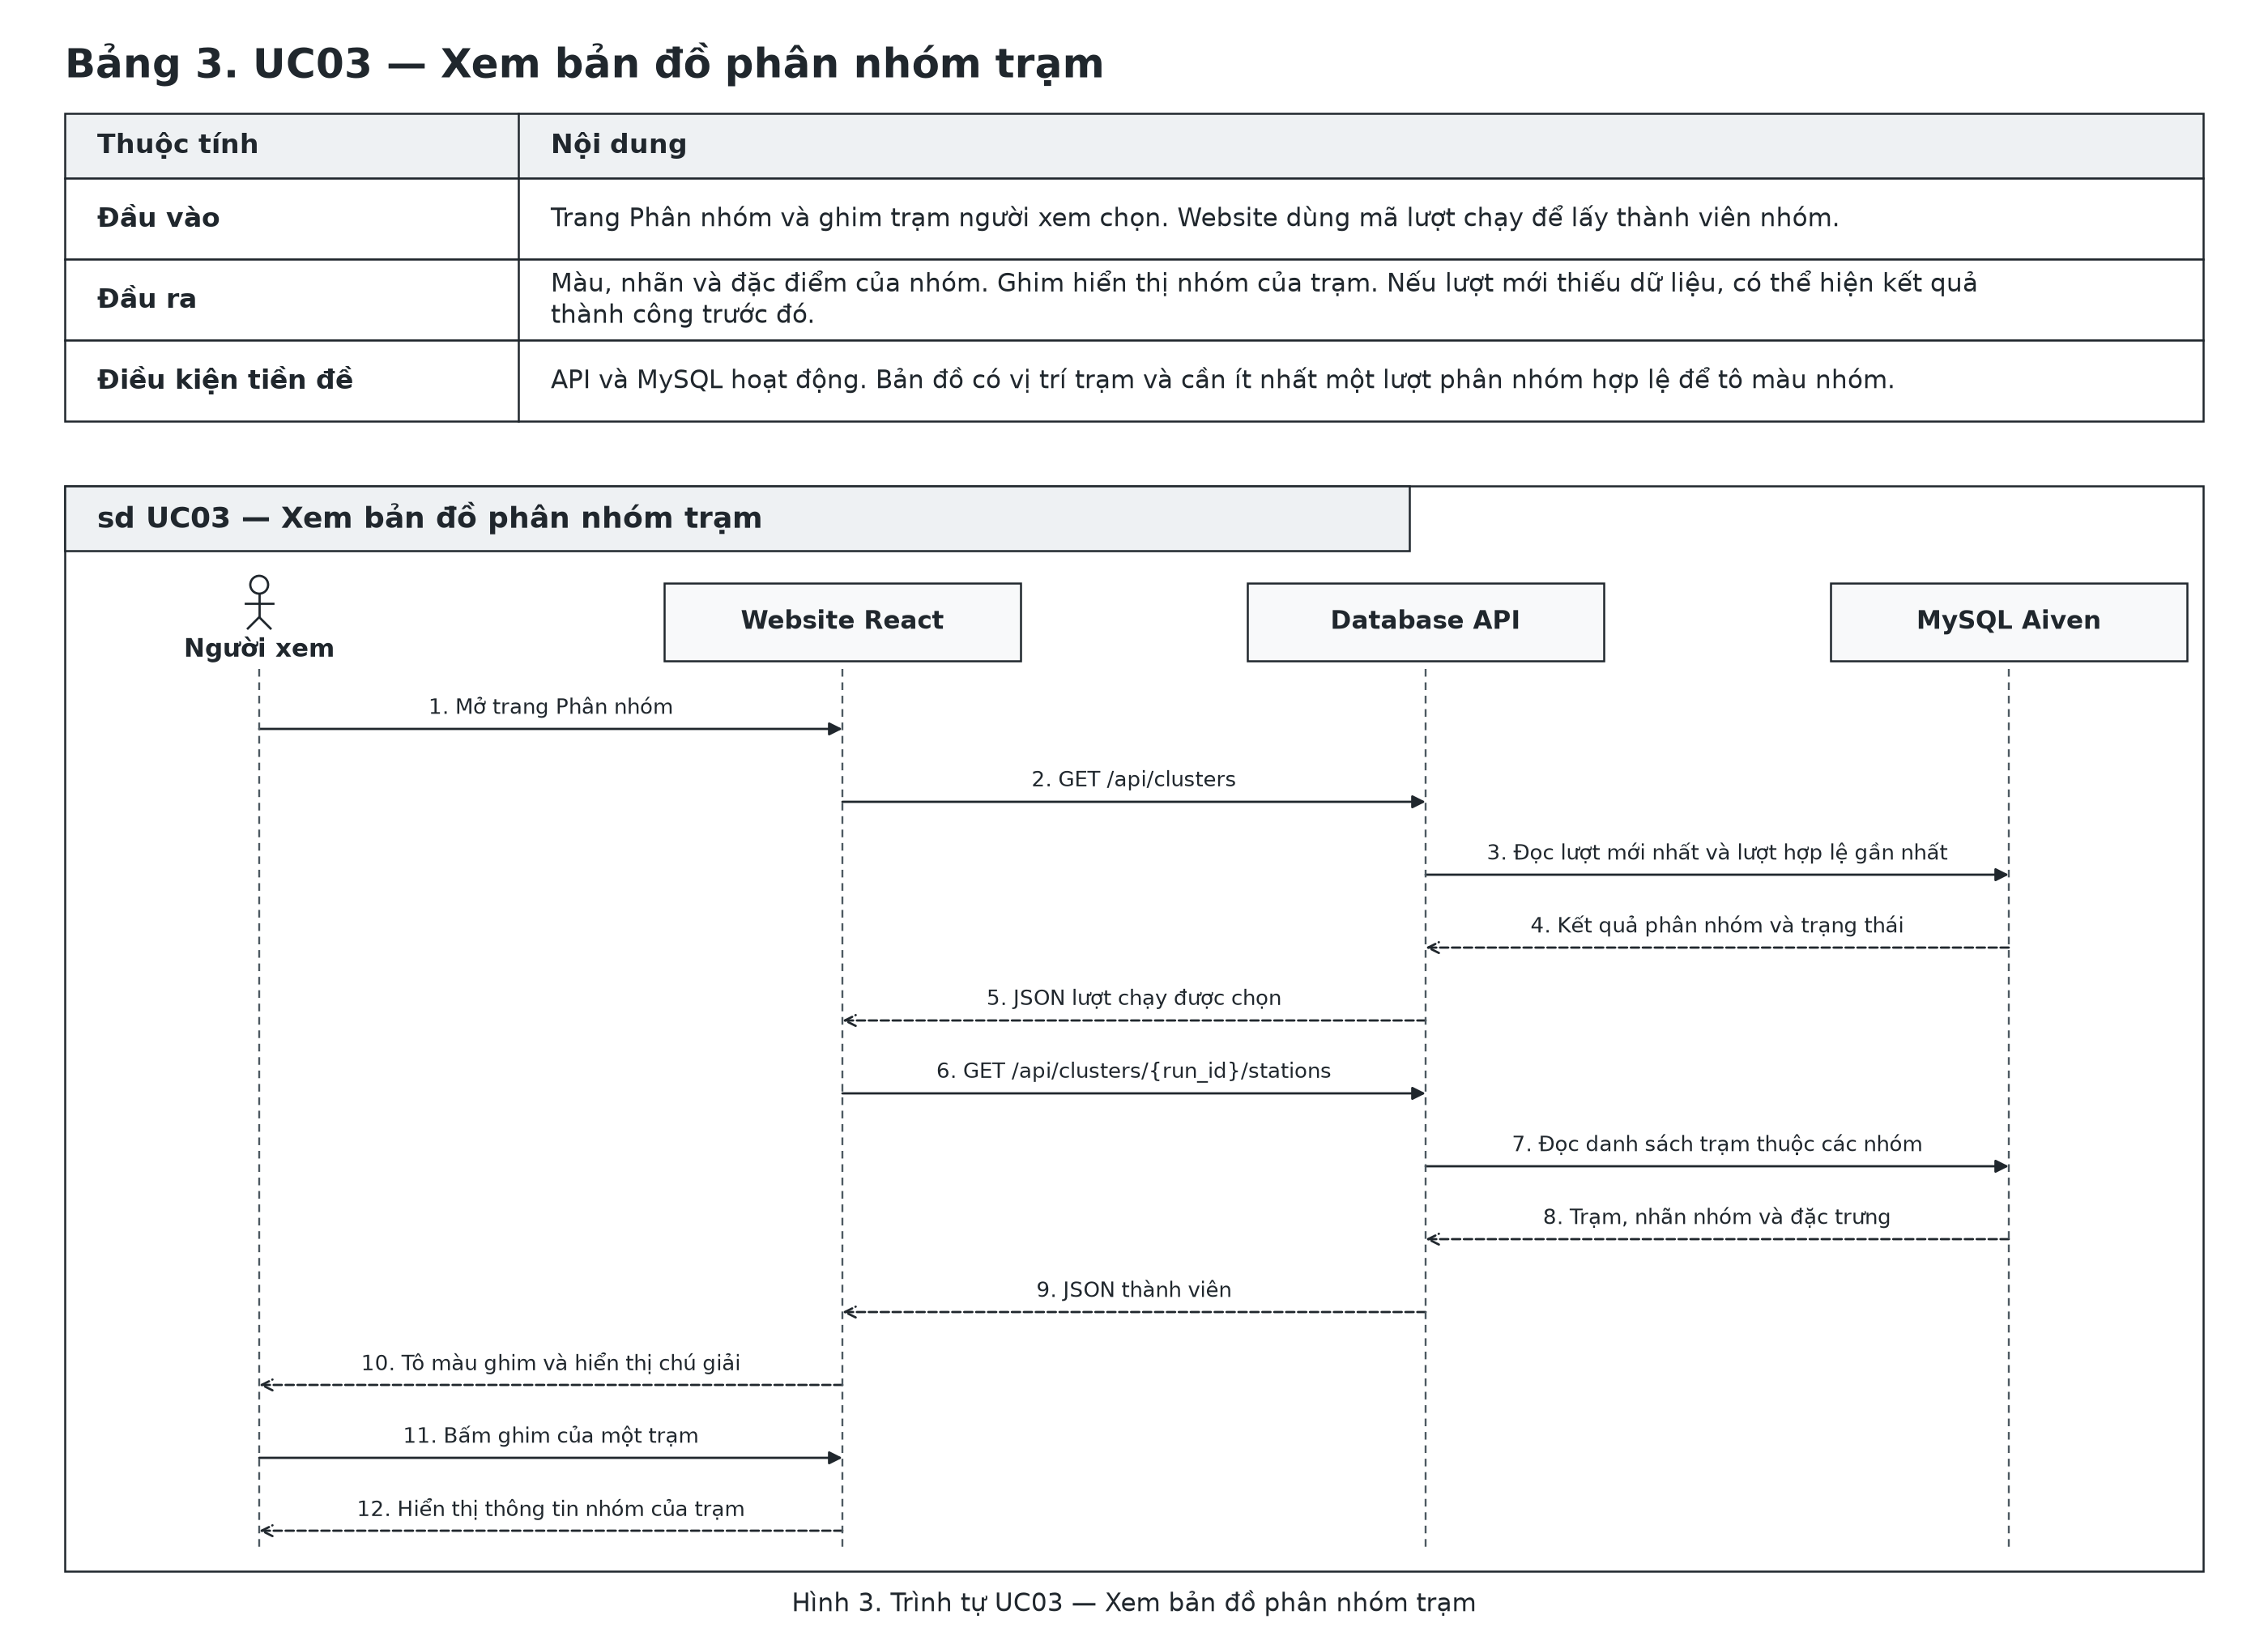 Bảng 3. UC03 — Xem bản đồ phân nhóm trạm
Thuộc tính
Nội dung
Đầu vào
Trang Phân nhóm và ghim trạm người xem chọn. Website dùng mã lượt chạy để lấy thành viên nhóm.
Đầu ra
Màu, nhãn và đặc điểm của nhóm. Ghim hiển thị nhóm của trạm. Nếu lượt mới thiếu dữ liệu, có thể hiện kết quả
thành công trước đó.
Điều kiện tiền đề
API và MySQL hoạt động. Bản đồ có vị trí trạm và cần ít nhất một lượt phân nhóm hợp lệ để tô màu nhóm.
sd UC03 — Xem bản đồ phân nhóm trạm
Người xem
Website React
Database API
MySQL Aiven
1. Mở trang Phân nhóm
2. GET /api/clusters
3. Đọc lượt mới nhất và lượt hợp lệ gần nhất
4. Kết quả phân nhóm và trạng thái
5. JSON lượt chạy được chọn
6. GET /api/clusters/{run_id}/stations
7. Đọc danh sách trạm thuộc các nhóm
8. Trạm, nhãn nhóm và đặc trưng
9. JSON thành viên
10. Tô màu ghim và hiển thị chú giải
11. Bấm ghim của một trạm
12. Hiển thị thông tin nhóm của trạm
Hình 3. Trình tự UC03 — Xem bản đồ phân nhóm trạm